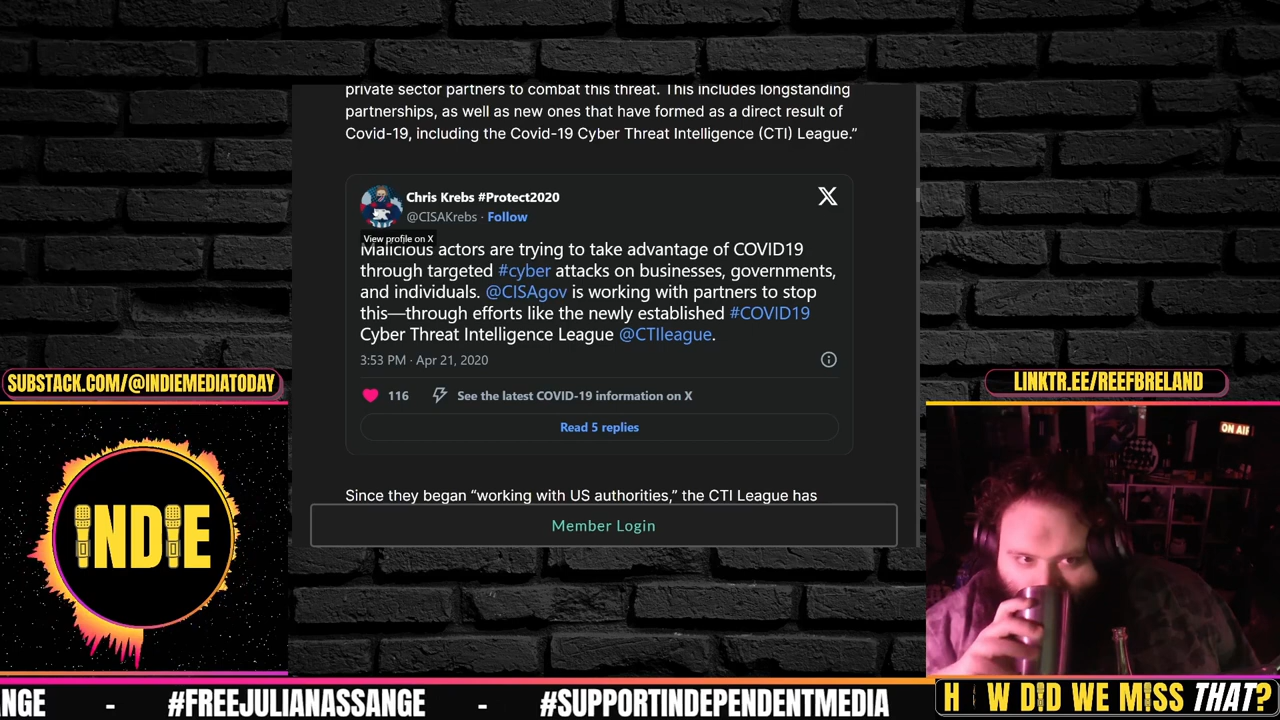 private sector partners to combat this threat. This includes longstanding
partnerships, as well as new ones that have formed as a direct result of
Covid-19, including the Covid-19 Cyber Threat Intelligence (CTI) League.”
Chris Krebs #Protect2020
@CISAKrebs · Follow
View profile on X
Malicious actors are trying to take advantage of COVID19
through targeted #cyber attacks on businesses, governments,
and individuals. @CISAgov is working with partners to stop
this—through efforts like the newly established #COVID19
Cyber Threat Intelligence League @CTIleague.
3:53 PM · Apr 21, 2020
116 See the latest COVID-19 information on X
Read 5 replies
Since they began “working with US authorities,” the CTI League has
Member Login
SUBSTACK.COM/@INDIEMEDIATODAY
INDIE
LINKTR.EE/REEFBRELAND
ON AIR
NGE - #FREEJULIANASSANGE - #SUPPORTINDEPENDENTMEDIA
HOW DID WE MISS THAT?